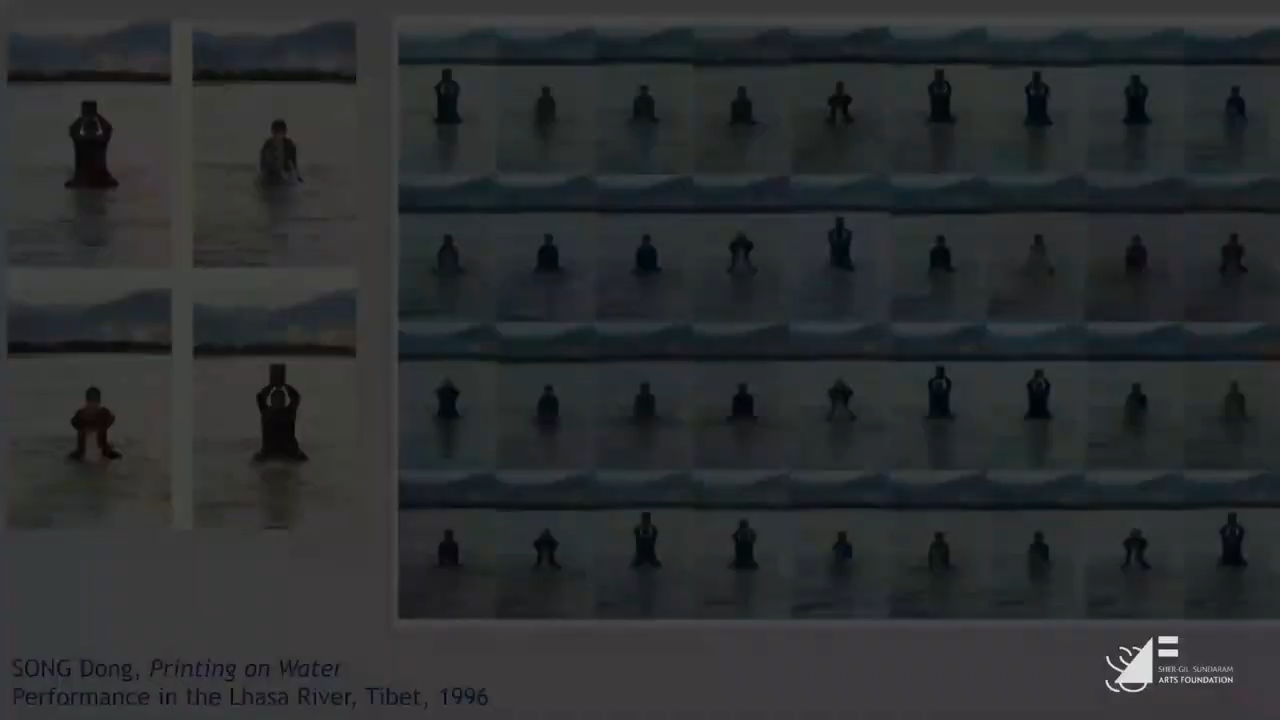 SONG Dong, Printing on Water
Performance in the Lhasa River, Tibet, 1996
SHER-GIL SUNDARAM
ARTS FOUNDATION